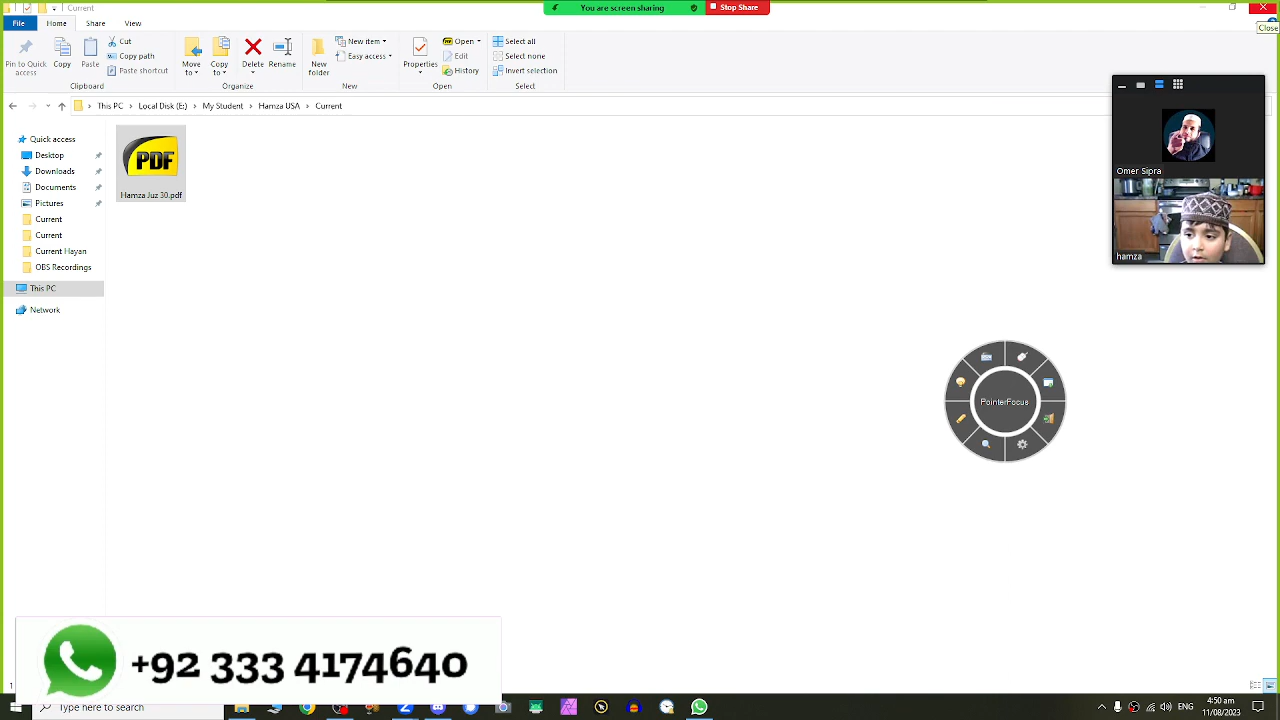 Current
You are screen sharing
Stop Share
File
Home
Share
View
Close
Pin to Quick access
Copy
Paste
Cut
Copy path
Paste shortcut
Clipboard
Move to
Copy to
Delete
Rename
Organize
New folder
New item
Easy access
New
Properties
Open
Edit
History
Open
Select all
Select none
Invert selection
Select
This PC
Local Disk (E:)
My Student
Hamza USA
Current
Quick access
Desktop
Downloads
Documents
Pictures
Current
Current
Current Hayan
OBS Recordings
This PC
Network
PDF
Hamza Juz 30.pdf
Omer Sipra
hamza
PointerFocus
+92 333 4174640
1
Type here to search
ENG
4:50 am
11/08/2023